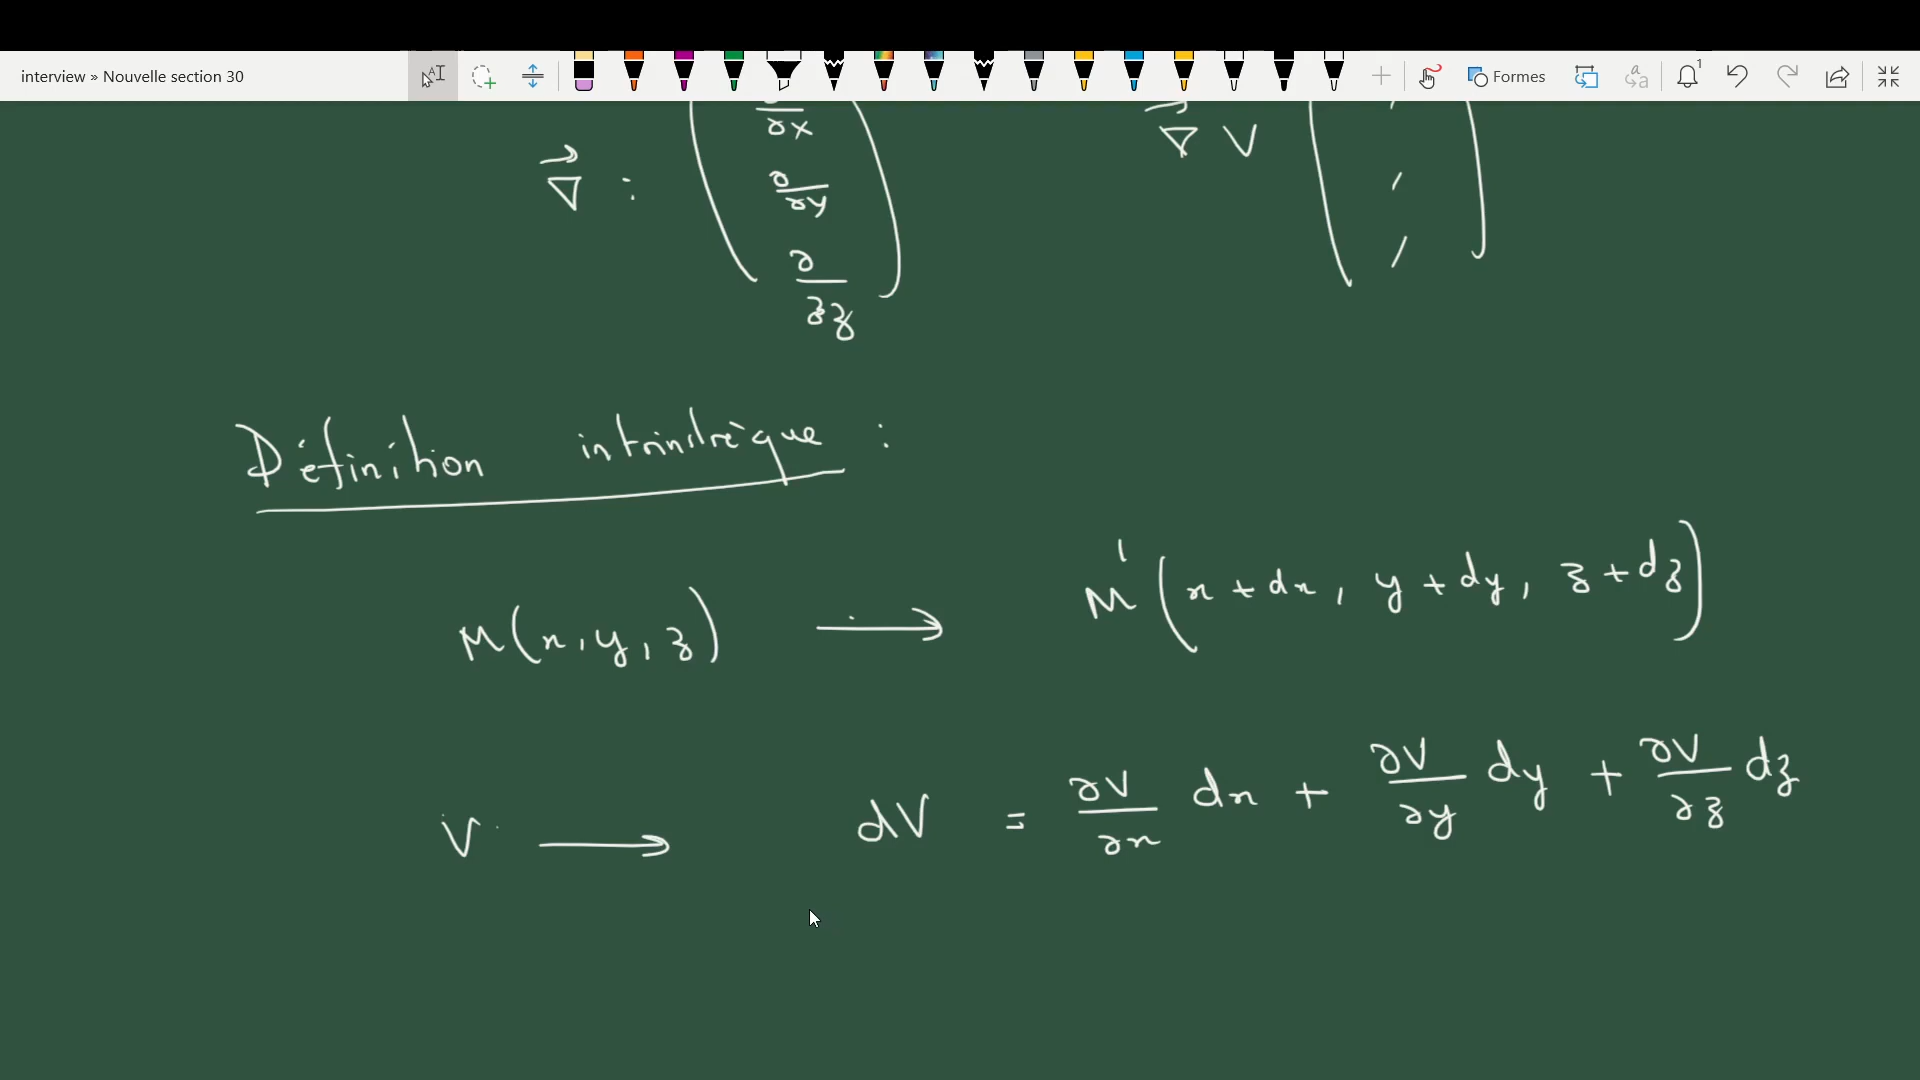 interview » Nouvelle section 30
Formes
∂/∂x
∇⃗ : ∂/∂y
∂/∂z
∇⃗ V
Définition intrinsèque :
M(x, y, z) → M'(x + dx, y + dy, z + dz)
V → dV = ∂V/∂x dx + ∂V/∂y dy + ∂V/∂z dz